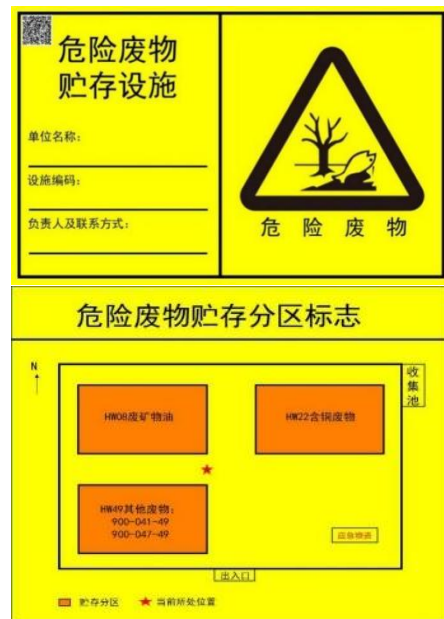 危险废物
贮存设施
单位名称：
设施编码：
负责人及联系方式：
危险废物
危险废物贮存分区标志
N
收集池
HW08废矿物油
HW22含铜废物
HW49其他废物：
900-041-49
900-047-49
应急物资
出入口
贮存分区
当前所处位置